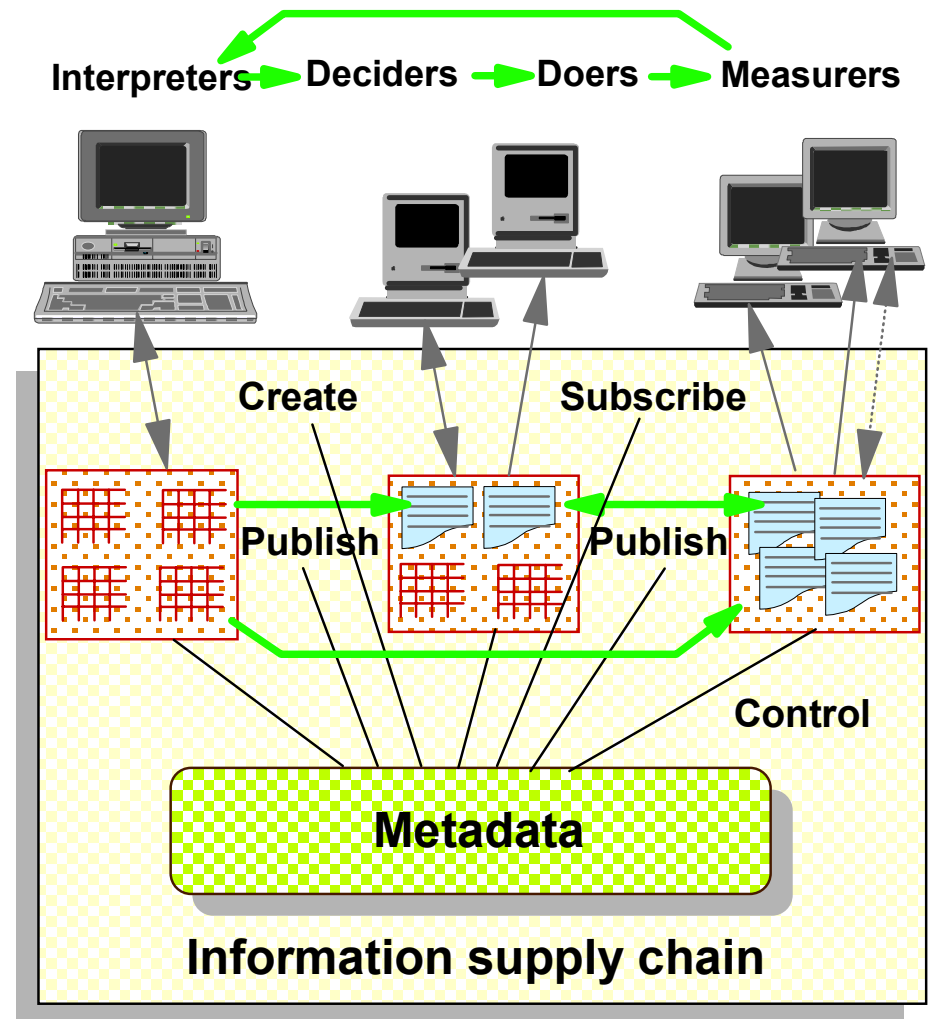 Interpreters Deciders Doers Measurers
Create Subscribe
Publish Publish
Control
Metadata
Information supply chain